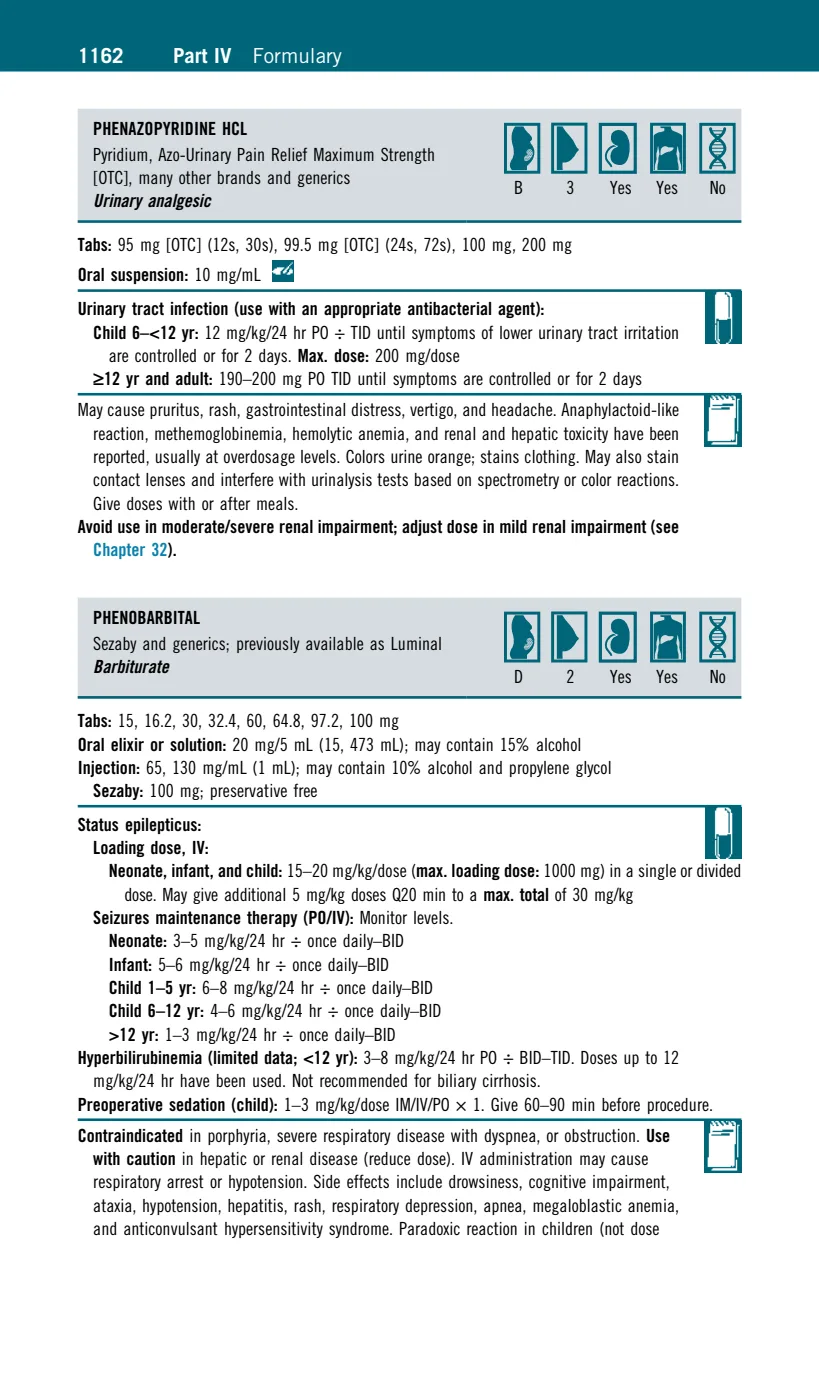 1162 Part IV Formulary
PHENAZOPYRIDINE HCL
Pyridium, Azo-Urinary Pain Relief Maximum Strength
[OTC], many other brands and generics
Urinary analgesic
B 3 Yes Yes No
Tabs: 95 mg [OTC] (12s, 30s), 99.5 mg [OTC] (24s, 72s), 100 mg, 200 mg
Oral suspension: 10 mg/mL
Urinary tract infection (use with an appropriate antibacterial agent):
Child 6–<12 yr: 12 mg/kg/24 hr PO ÷ TID until symptoms of lower urinary tract irritation
are controlled or for 2 days. Max. dose: 200 mg/dose
≥12 yr and adult: 190–200 mg PO TID until symptoms are controlled or for 2 days
May cause pruritus, rash, gastrointestinal distress, vertigo, and headache. Anaphylactoid-like
reaction, methemoglobinemia, hemolytic anemia, and renal and hepatic toxicity have been
reported, usually at overdosage levels. Colors urine orange; stains clothing. May also stain
contact lenses and interfere with urinalysis tests based on spectrometry or color reactions.
Give doses with or after meals.
Avoid use in moderate/severe renal impairment; adjust dose in mild renal impairment (see
Chapter 32).
PHENOBARBITAL
Sezaby and generics; previously available as Luminal
Barbiturate
D 2 Yes Yes No
Tabs: 15, 16.2, 30, 32.4, 60, 64.8, 97.2, 100 mg
Oral elixir or solution: 20 mg/5 mL (15, 473 mL); may contain 15% alcohol
Injection: 65, 130 mg/mL (1 mL); may contain 10% alcohol and propylene glycol
Sezaby: 100 mg; preservative free
Status epilepticus:
Loading dose, IV:
Neonate, infant, and child: 15–20 mg/kg/dose (max. loading dose: 1000 mg) in a single or divided
dose. May give additional 5 mg/kg doses Q20 min to a max. total of 30 mg/kg
Seizures maintenance therapy (PO/IV): Monitor levels.
Neonate: 3–5 mg/kg/24 hr ÷ once daily–BID
Infant: 5–6 mg/kg/24 hr ÷ once daily–BID
Child 1–5 yr: 6–8 mg/kg/24 hr ÷ once daily–BID
Child 6–12 yr: 4–6 mg/kg/24 hr ÷ once daily–BID
>12 yr: 1–3 mg/kg/24 hr ÷ once daily–BID
Hyperbilirubinemia (limited data; <12 yr): 3–8 mg/kg/24 hr PO ÷ BID–TID. Doses up to 12
mg/kg/24 hr have been used. Not recommended for biliary cirrhosis.
Preoperative sedation (child): 1–3 mg/kg/dose IM/IV/PO × 1. Give 60–90 min before procedure.
Contraindicated in porphyria, severe respiratory disease with dyspnea, or obstruction. Use
with caution in hepatic or renal disease (reduce dose). IV administration may cause
respiratory arrest or hypotension. Side effects include drowsiness, cognitive impairment,
ataxia, hypotension, hepatitis, rash, respiratory depression, apnea, megaloblastic anemia,
and anticonvulsant hypersensitivity syndrome. Paradoxic reaction in children (not dose